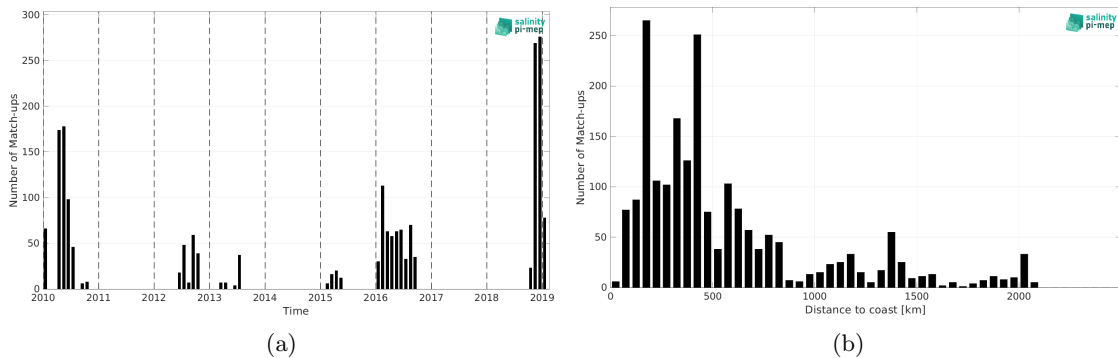 300
250
200
150
100
50
0
Number of Match-ups
2010 2011 2012 2013 2014 2015 2016 2017 2018 2019
Time
salinity
pi-mep
(a)
250
200
150
100
50
0
Number of Match-ups
0 500 1000 1500 2000
Distance to coast [km]
salinity
pi-mep
(b)